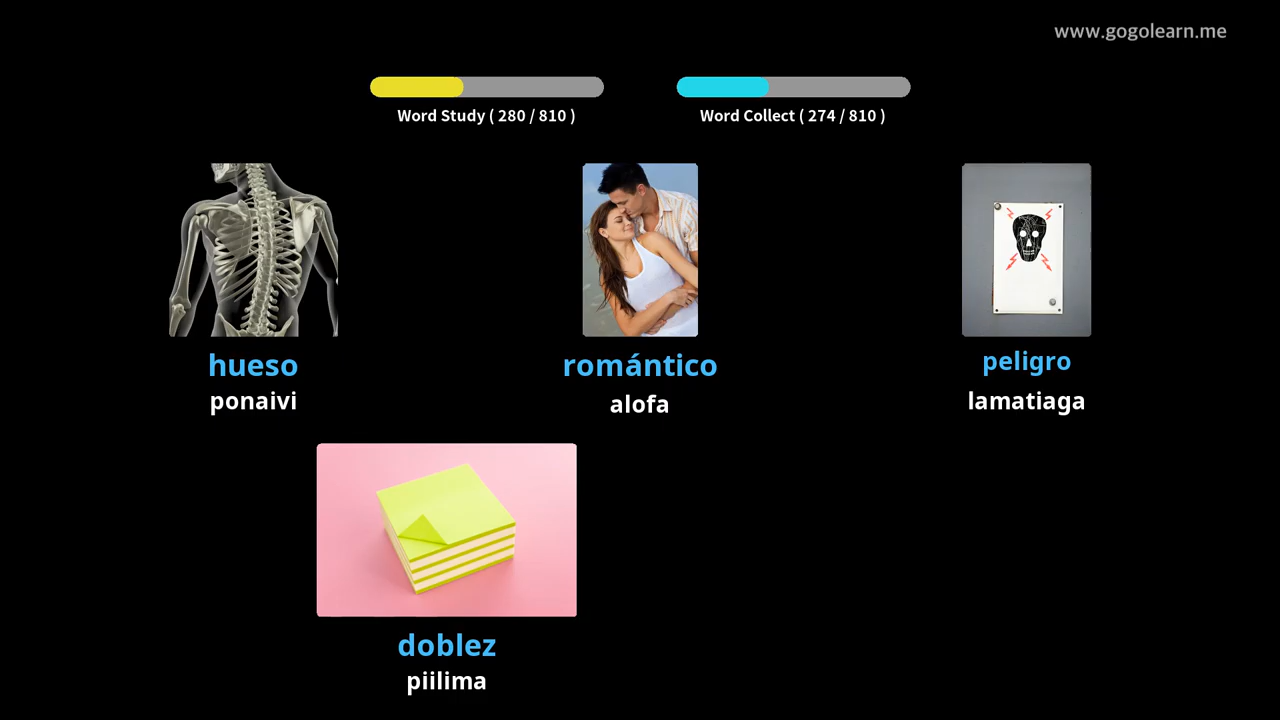 www.gogolearn.me
Word Study ( 280 / 810 )
Word Collect ( 274 / 810 )
hueso
romántico
peligro
ponaivi
alofa
lamatiaga
doblez
piilima